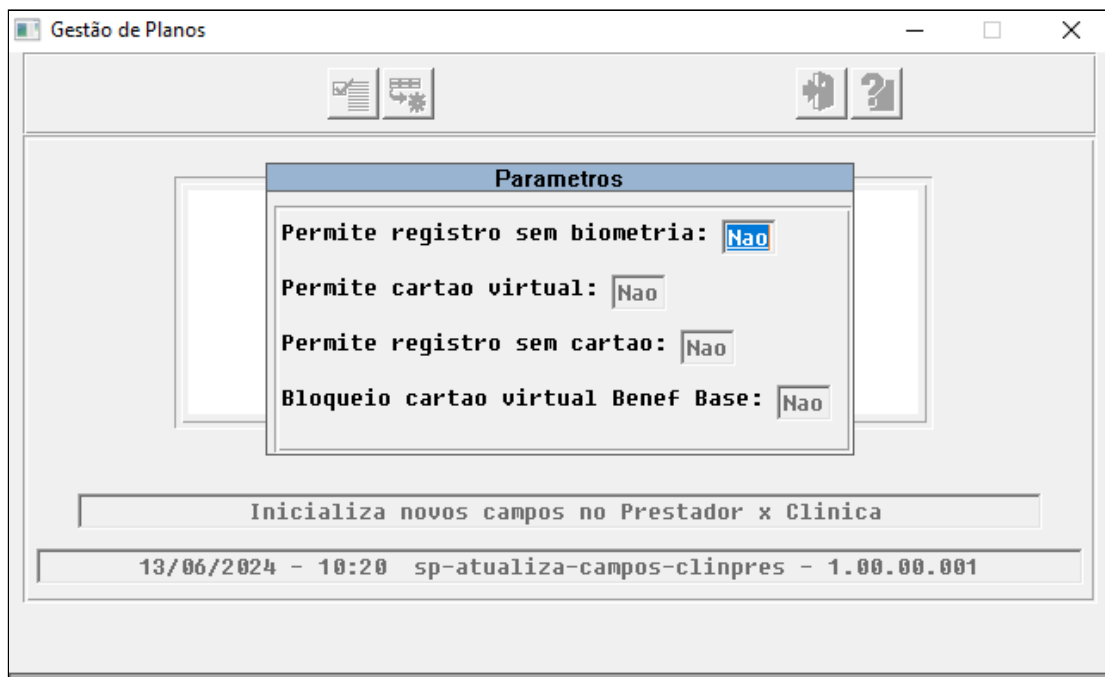 Gestão de Planos
Parametros
Permite registro sem biometria: Nao
Permite cartao virtual: Nao
Permite registro sem cartao: Nao
Bloqueio cartao virtual Benef Base: Nao
Inicializa novos campos no Prestador x Clinica
13/06/2024 - 10:20 sp-atualiza-campos-clinpres - 1.00.00.001